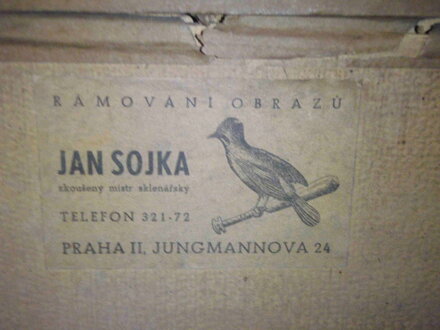 RÁMOVÁNÍ OBRAZŮ
JAN SOJKA
zkoušený mistr sklenářský
TELEFON 321-72
PRAHA II, JUNGMANNOVA 24